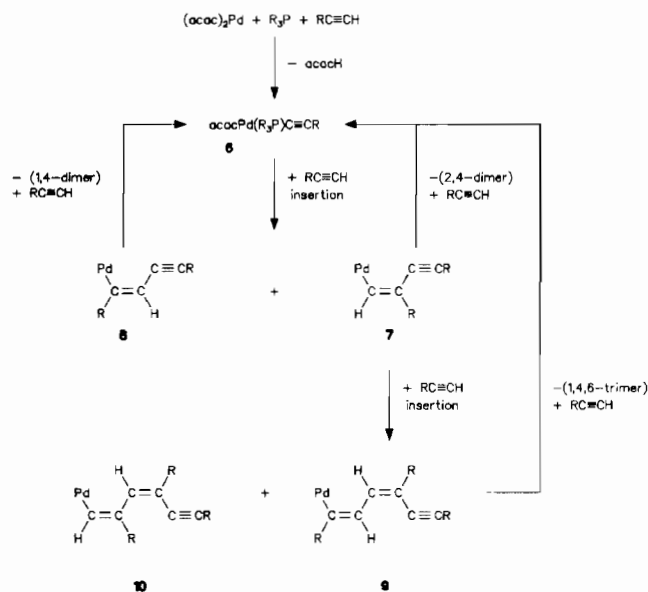 (acac)₂Pd + R₃P + RC≡CH
− acacH
acacPd(R₃P)C≡CR
6
− (1,4−dimer)
+ RC≡CH
+ RC≡CH
insertion
−(2,4−dimer)
+ RC≡CH
Pd C≡CR
C=C
R H
8
+
Pd C≡CR
C=C
H R
7
+ RC≡CH
insertion
−(1,4,6−trimer)
+ RC≡CH
H R
Pd C=C
C=C C≡CR
H R
10
+
H R
Pd C=C
C=C C≡CR
R H
9